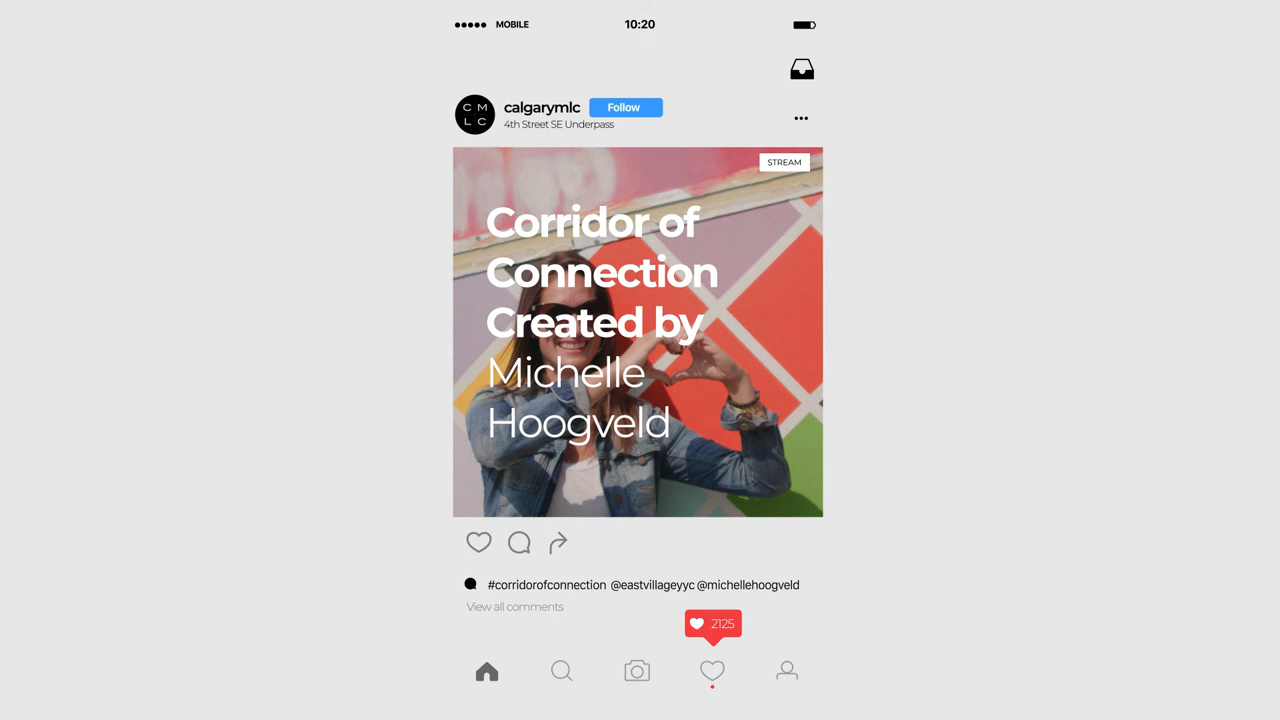 MOBILE 10:20
C M
L C
calgarymlc Follow
4th Street SE Underpass
STREAM
Corridor of
Connection
Created by
Michelle
Hoogveld
#corridorofconnection @eastvillageyyc @michellehoogveld
View all comments
2125